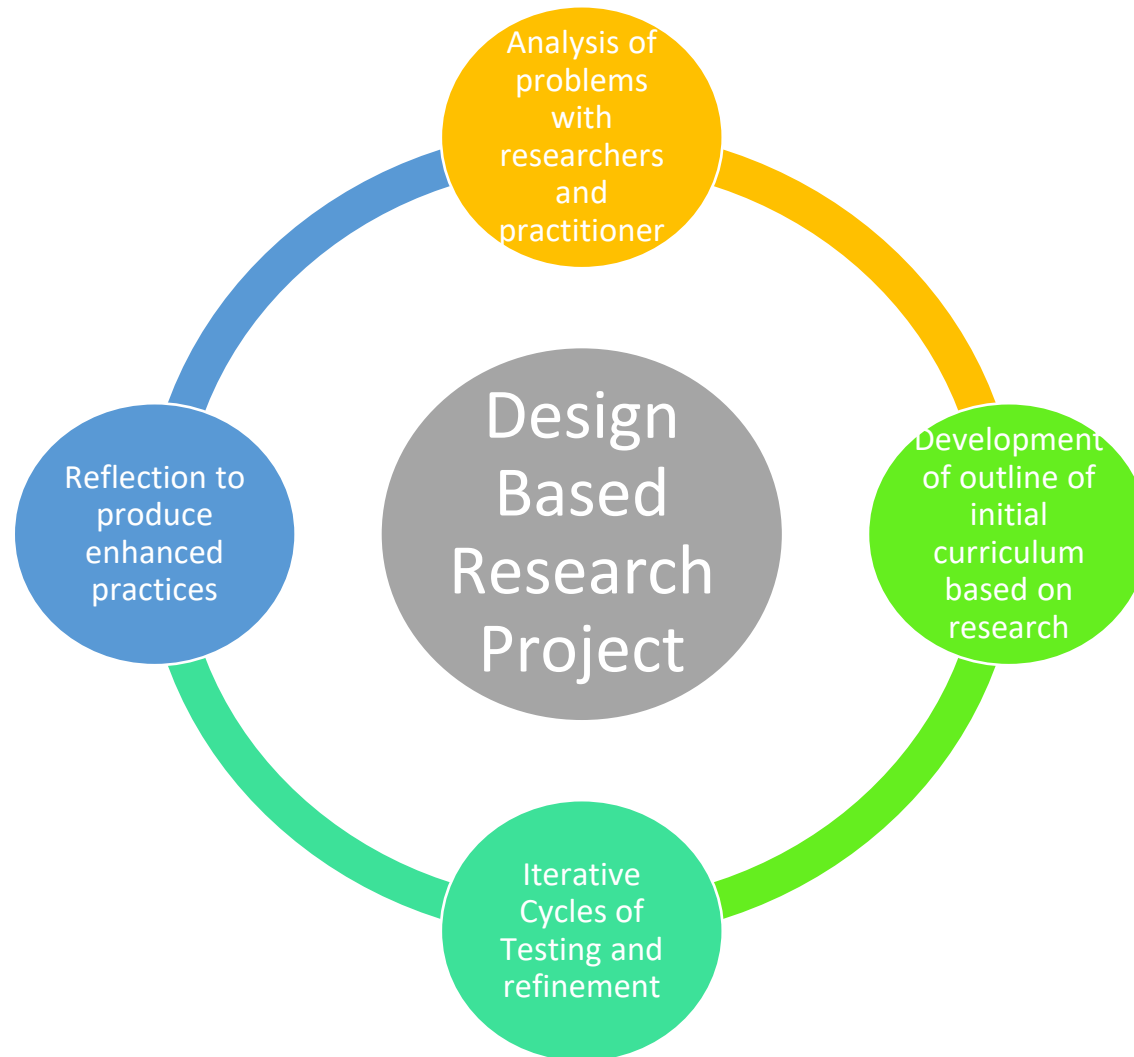 Analysis of
problems
with
researchers
and
practitioner
Development
of outline of
initial
curriculum
based on
research
Iterative
Cycles of
Testing and
refinement
Reflection to
produce
enhanced
practices
Design
Based
Research
Project